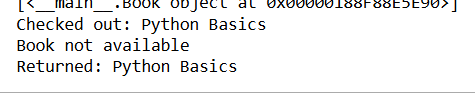 [<__main__.Book object at 0x00000188F88E5E90>]
Checked out: Python Basics
Book not available
Returned: Python Basics